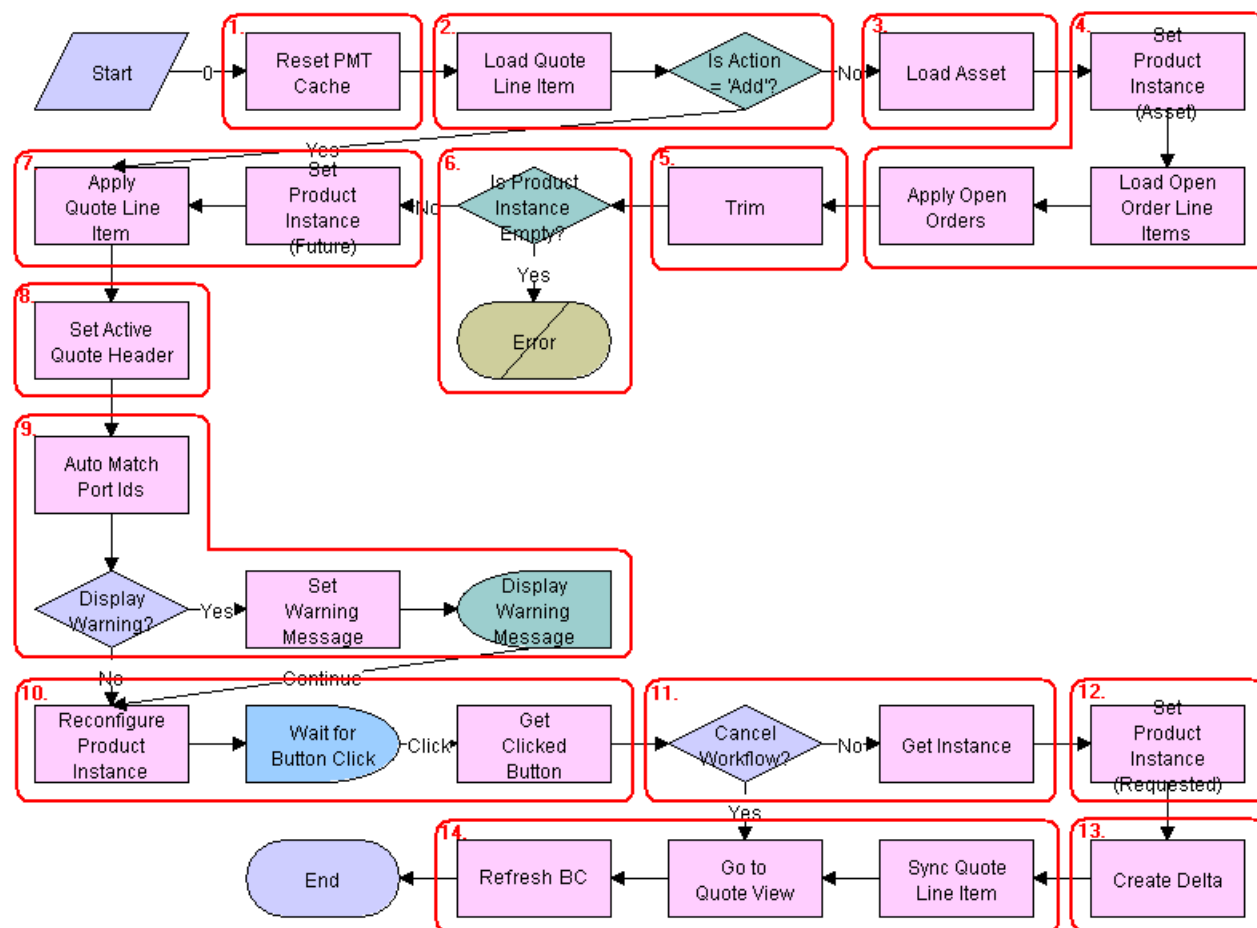 1.
2.
3.
4.
Start
0
Reset PMT
Cache
Load Quote
Line Item
Is Action
= 'Add'?
No
Load Asset
Set
Product
Instance
(Asset)
Yes
7.
Apply
Quote Line
Item
Set
Product
Instance
(Future)
No
6.
Is Product
Instance
Empty?
Yes
Error
5.
Trim
Apply Open
Orders
Load Open
Order Line
Items
8.
Set Active
Quote Header
9.
Auto Match
Port Ids
Display
Warning?
Yes
Set
Warning
Message
Display
Warning
Message
No
Continue
10.
Reconfigure
Product
Instance
Wait for
Button Click
Click
Get
Clicked
Button
11.
Cancel
Workflow?
No
Get Instance
12.
Set
Product
Instance
(Requested)
Yes
14.
End
Refresh BC
Go to
Quote View
Sync Quote
Line Item
13.
Create Delta